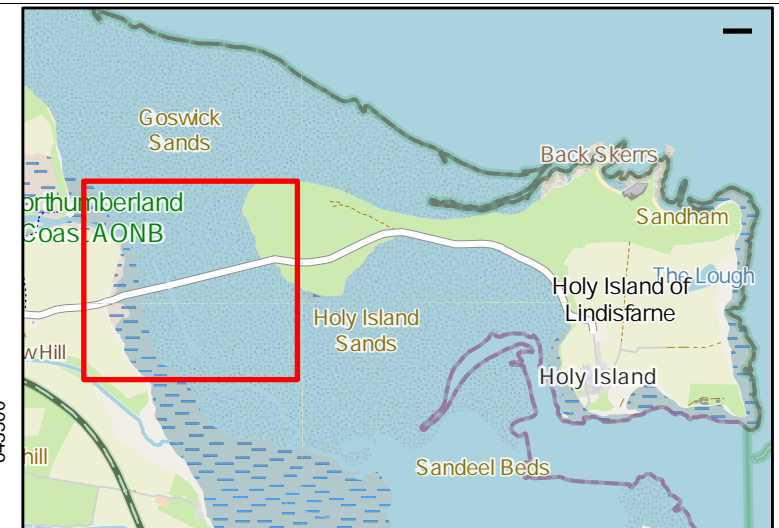 Goswick
Sands
Back Skerrs
orthumberland
Coast AONB
Sandham
The Lough
Holy Island of
Lindisfarne
Holy Island
Sands
w Hill
Holy Island
hill
Sandeel Beds